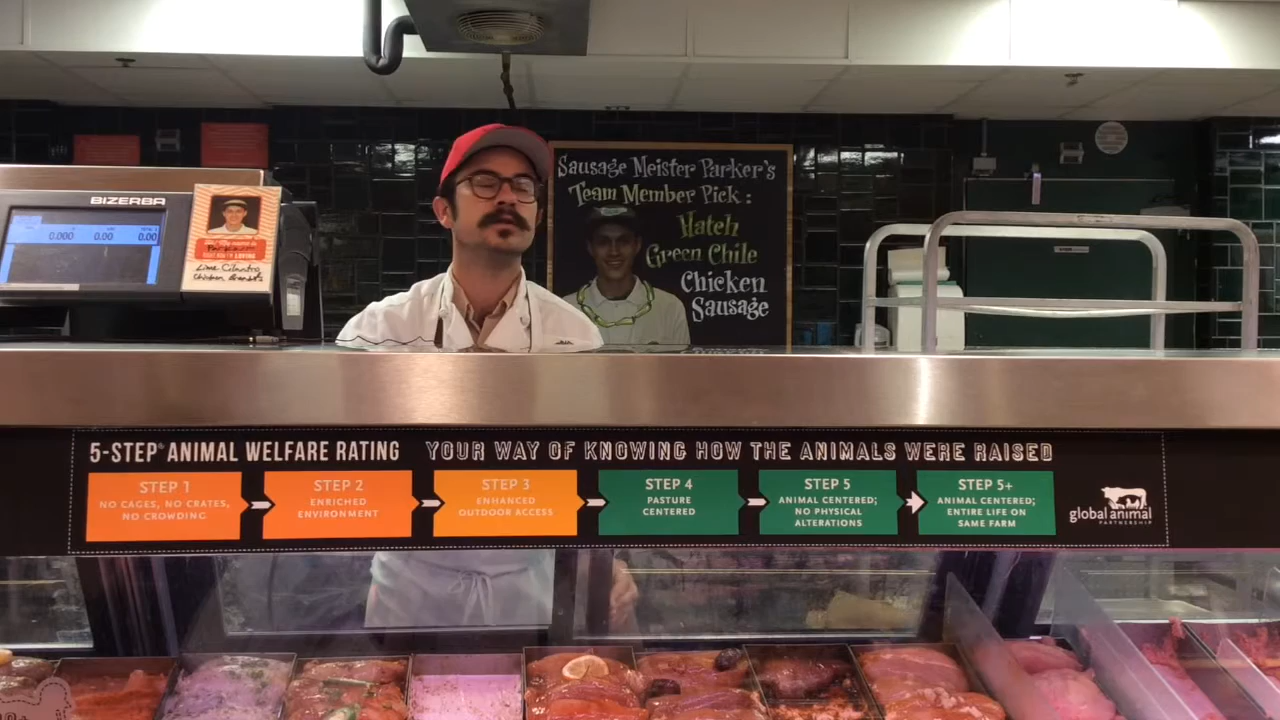 Sausage Meister Parker's
Team Member Pick:
Hatch
Green Chile
Chicken
Sausage
BIZERBA
0.000 0.00 0.00
Parker
Lime Cilantro
Chicken
5-STEP® ANIMAL WELFARE RATING YOUR WAY OF KNOWING HOW THE ANIMALS WERE RAISED
STEP 1
NO CAGES, NO CRATES,
NO CROWDING
STEP 2
ENRICHED
ENVIRONMENT
STEP 3
ENHANCED
OUTDOOR ACCESS
STEP 4
PASTURE
CENTERED
STEP 5
ANIMAL CENTERED;
NO PHYSICAL
ALTERATIONS
STEP 5+
ANIMAL CENTERED;
ENTIRE LIFE ON
SAME FARM
global animal
PARTNERSHIP